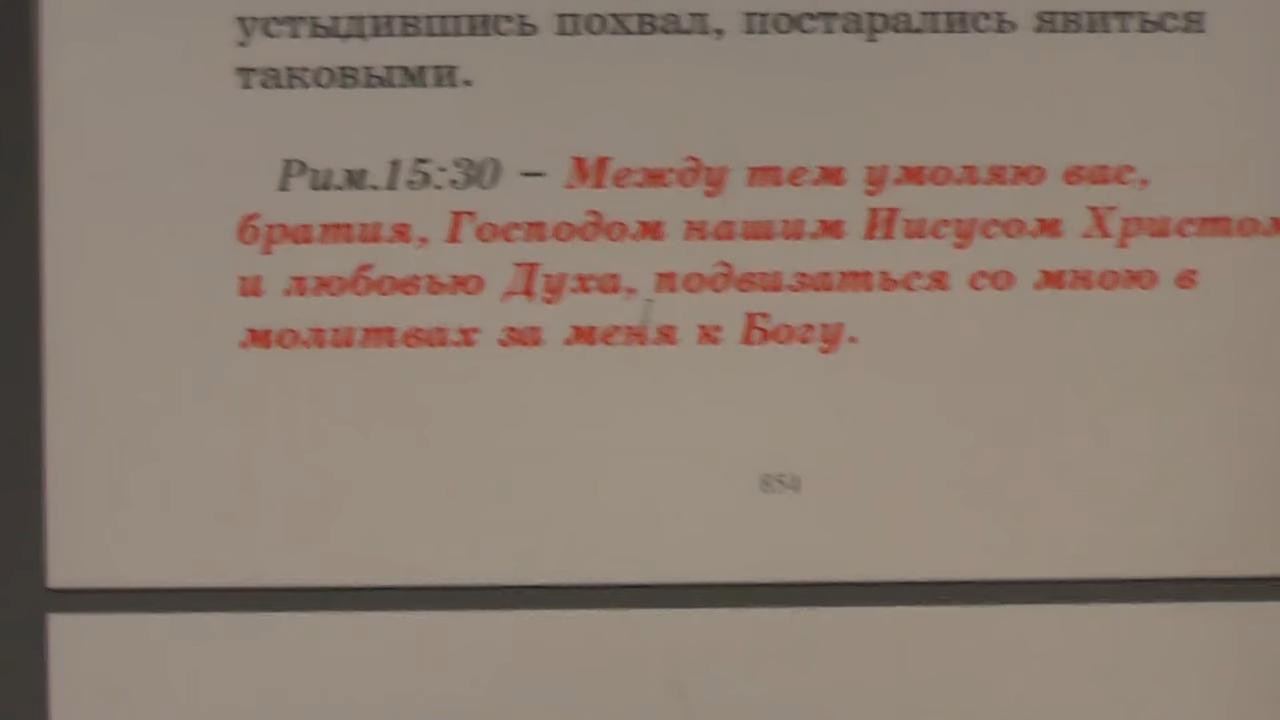 устыдившись похвал, постарались явиться
таковыми.
Рим.15:30 – Между тем умоляю вас,
братия, Господом нашим Иисусом Христом
и любовью Духа, подвизаться со мною в
молитвах за меня к Богу.
854